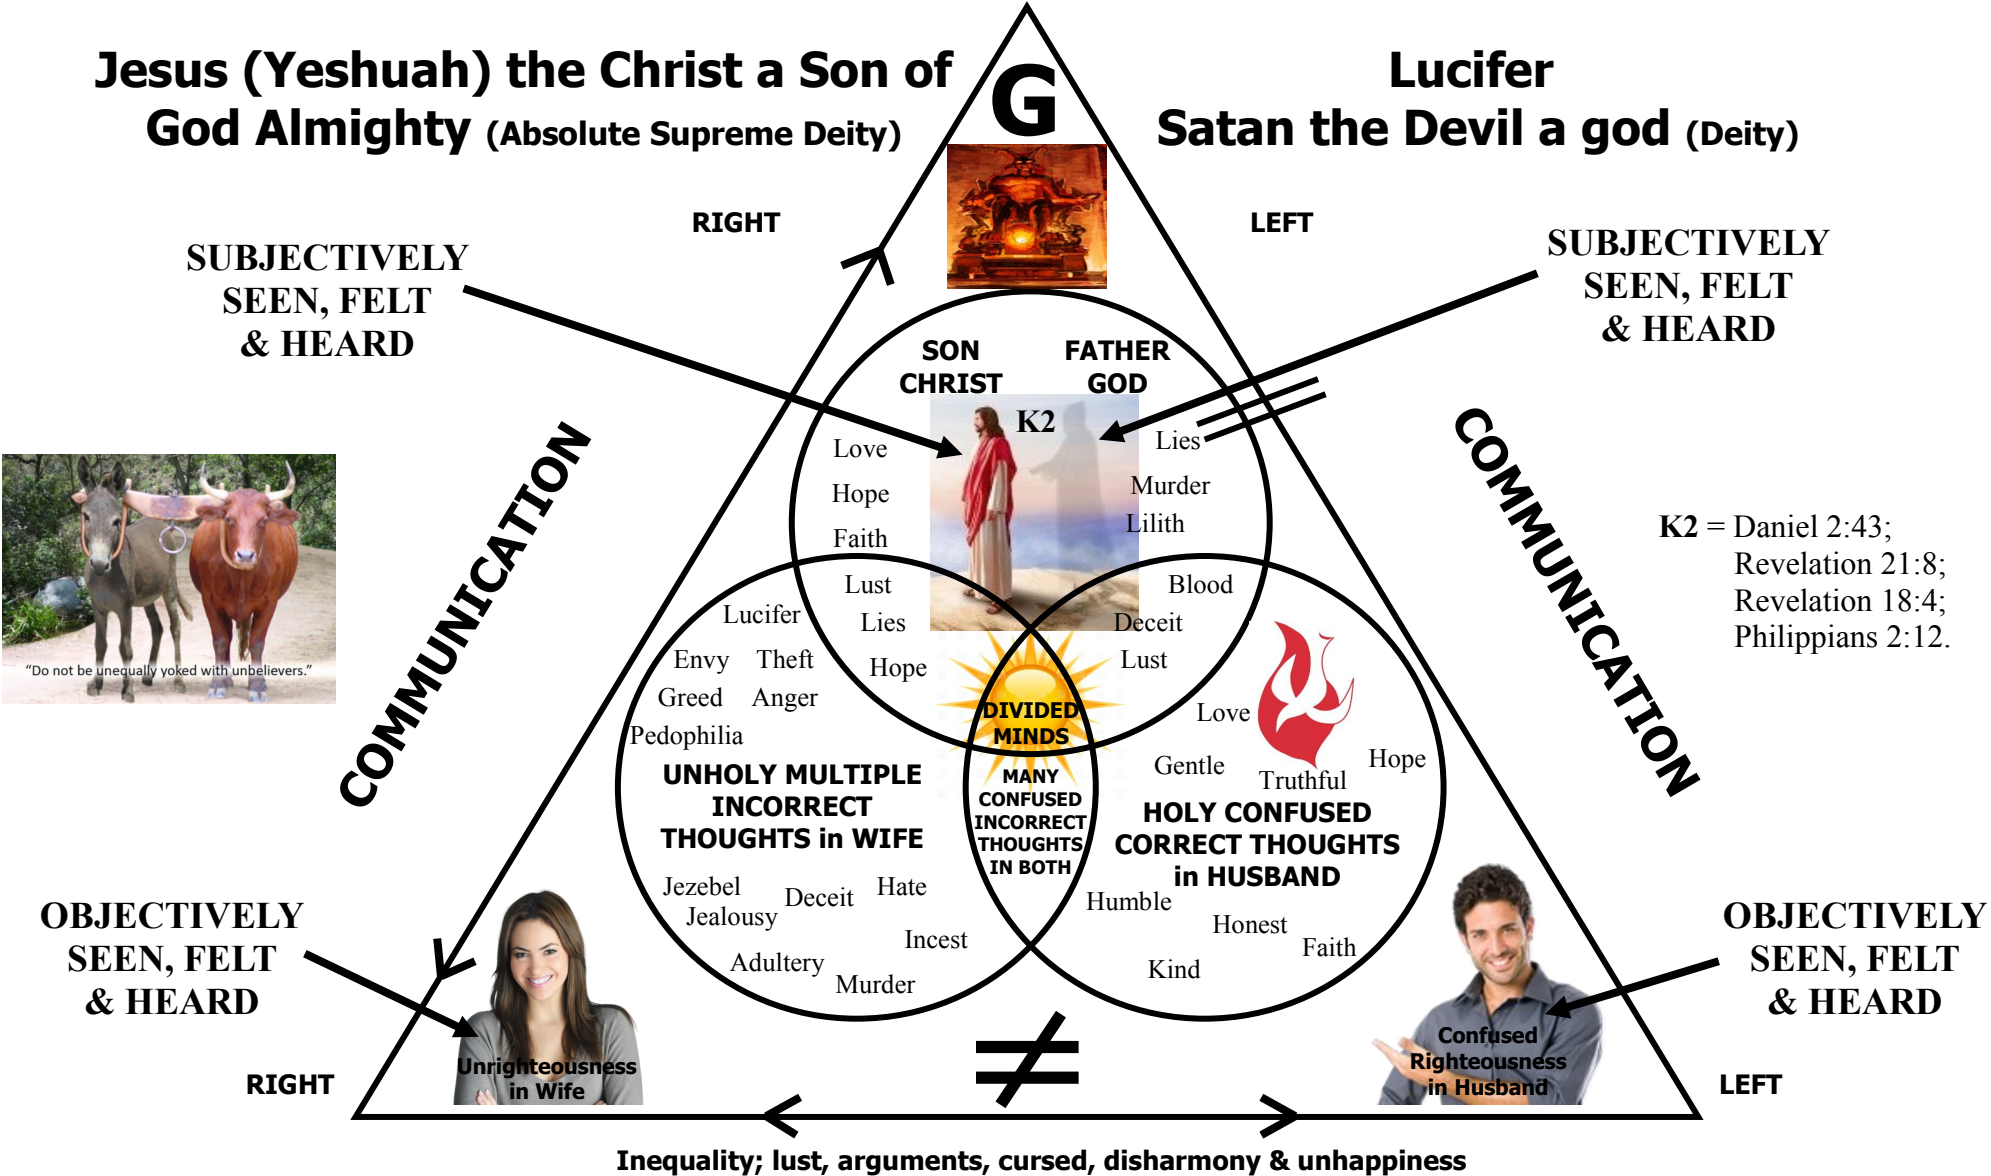 Jesus (Yeshuah) the Christ a Son of
God Almighty (Absolute Supreme Deity)
G
Lucifer
Satan the Devil a god (Deity)
RIGHT
LEFT
SUBJECTIVELY
SEEN, FELT
& HEARD
SUBJECTIVELY
SEEN, FELT
& HEARD
SON
CHRIST
FATHER
GOD
K2
Love
Hope
Faith
Lies
Murder
Lilith
COMMUNICATION
COMMUNICATION
“Do not be unequally yoked with unbelievers.”
K2 = Daniel 2:43;
Revelation 21:8;
Revelation 18:4;
Philippians 2:12.
Lust
Lies
Hope
Blood
Deceit
Lust
Lucifer
Envy Theft
Greed Anger
Pedophilia
DIVIDED
MINDS
Love
Gentle
Truthful
Hope
UNHOLY MULTIPLE
INCORRECT
THOUGHTS in WIFE
MANY
CONFUSED
INCORRECT
THOUGHTS
IN BOTH
HOLY CONFUSED
CORRECT THOUGHTS
in HUSBAND
Jezebel
Jealousy
Deceit
Hate
Incest
Adultery
Murder
Humble
Honest
Faith
Kind
OBJECTIVELY
SEEN, FELT
& HEARD
OBJECTIVELY
SEEN, FELT
& HEARD
Unrighteousness
in Wife
≠
Confused
Righteousness
in Husband
RIGHT
LEFT
Inequality; lust, arguments, cursed, disharmony & unhappiness